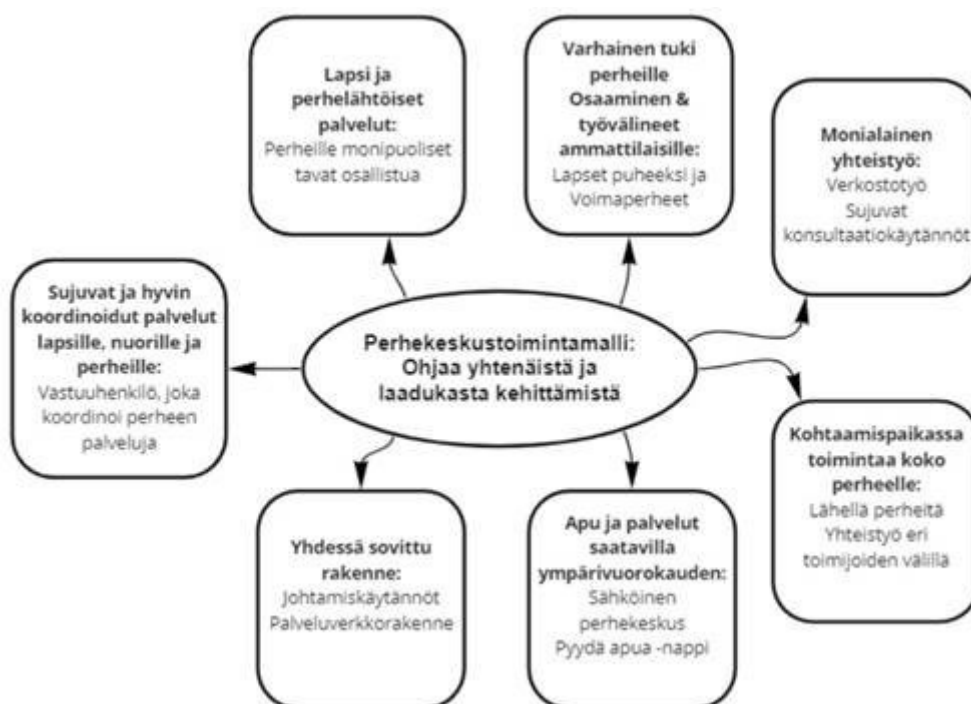 Lapsi ja
perhelähtöiset
palvelut:
Perheille monipuoliset
tavat osallistua
Varhainen tuki
perheille
Osaaminen &
työvälineet
ammattilaisille:
Lapset puheeksi ja
Voimaperheet
Monialainen
yhteistyö:
Verkostotyö
Sujuvat
konsultaatiokäytännöt
Sujuvat ja hyvin
koordinoidut palvelut
lapsille, nuorille ja
perheille:
Vastuuhenkilö, joka
koordinoi perheen
palveluja
Perhekeskustoimintamalli:
Ohjaa yhtenäistä ja
laadukasta kehittämistä
Kohtaamispaikassa
toimintaa koko
perheelle:
Lähellä perheitä
Yhteistyö eri
toimijoiden välillä
Yhdessä sovittu
rakenne:
Johtamiskäytännöt
Palveluverkkorakenne
Apu ja palvelut
saatavilla
ympärivuorokauden:
Sähköinen
perhekeskus
Pyydä apua -nappi